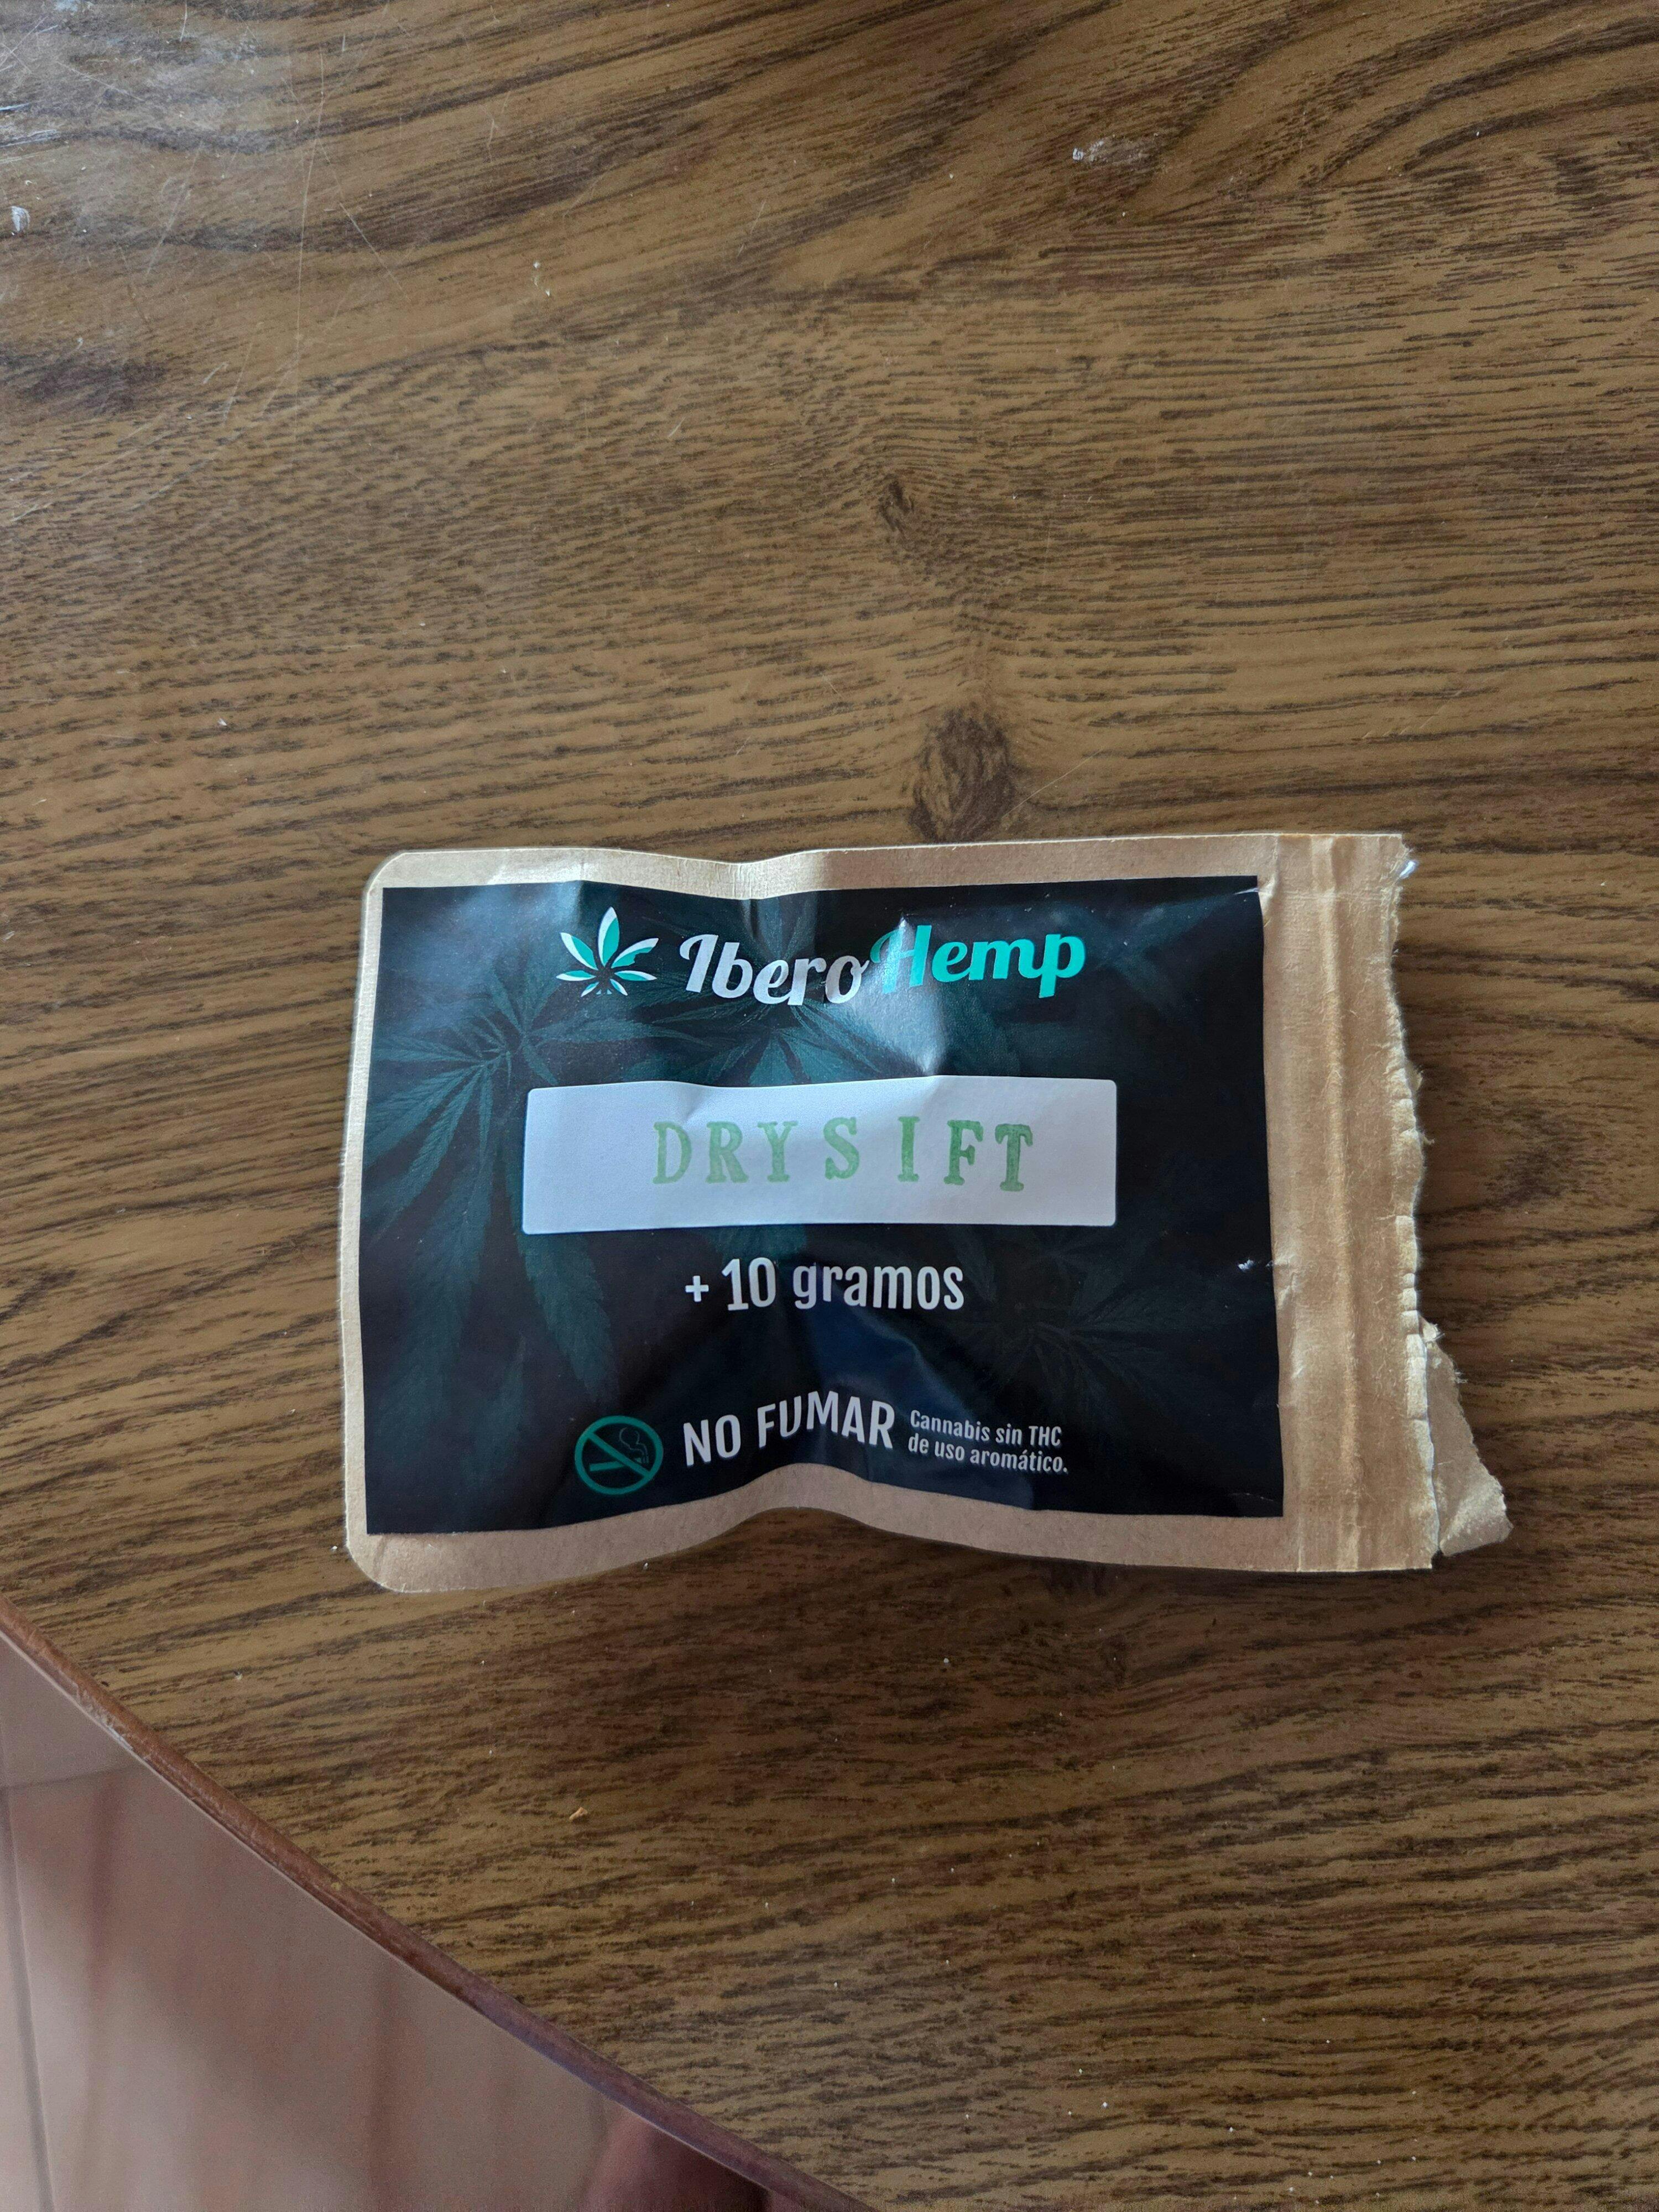 IberoHemp
DRY SIFT
+ 10 gramos
NO FUMAR
Cannabis sin THC
de uso aromático.